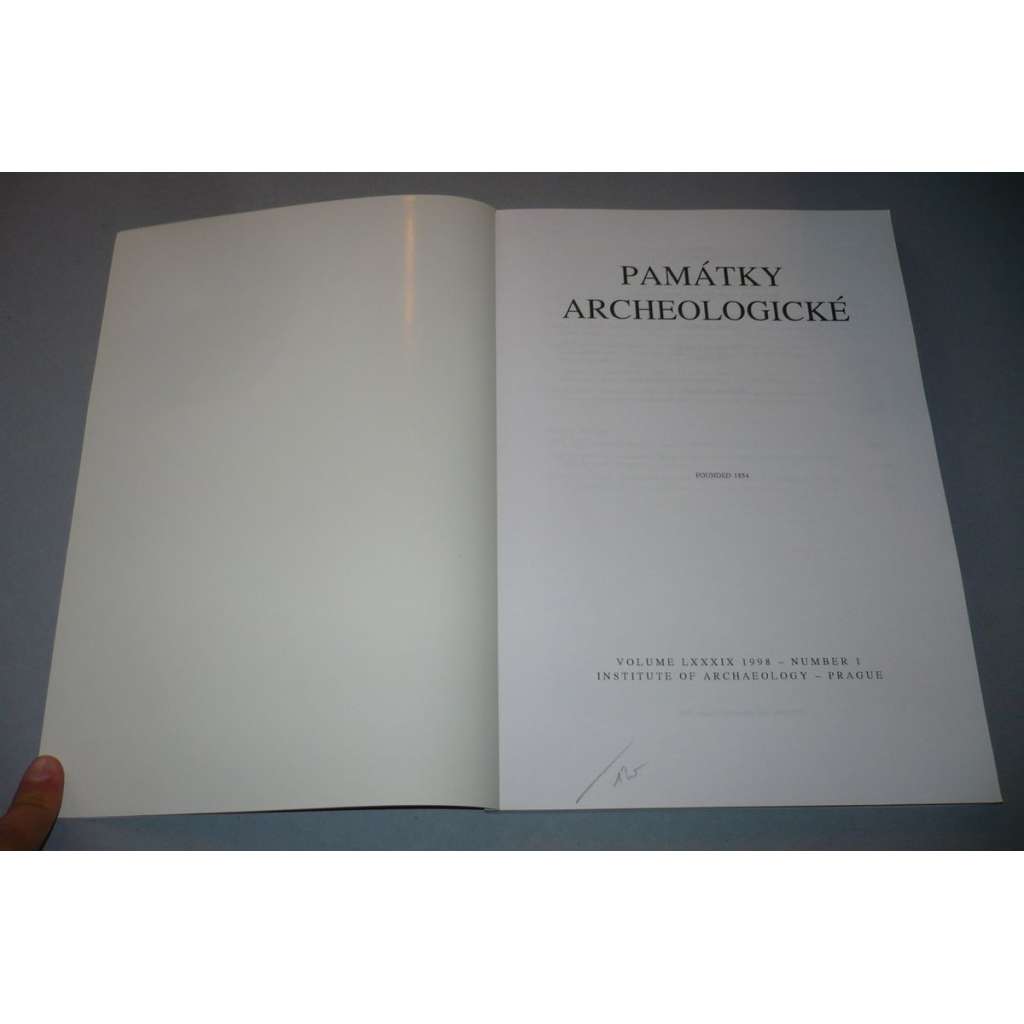 PAMÁTKY
ARCHEOLOGICKÉ
FOUNDED 1854
VOLUME LXXXIX 1998 – NUMBER 1
INSTITUTE OF ARCHAEOLOGY – PRAGUE